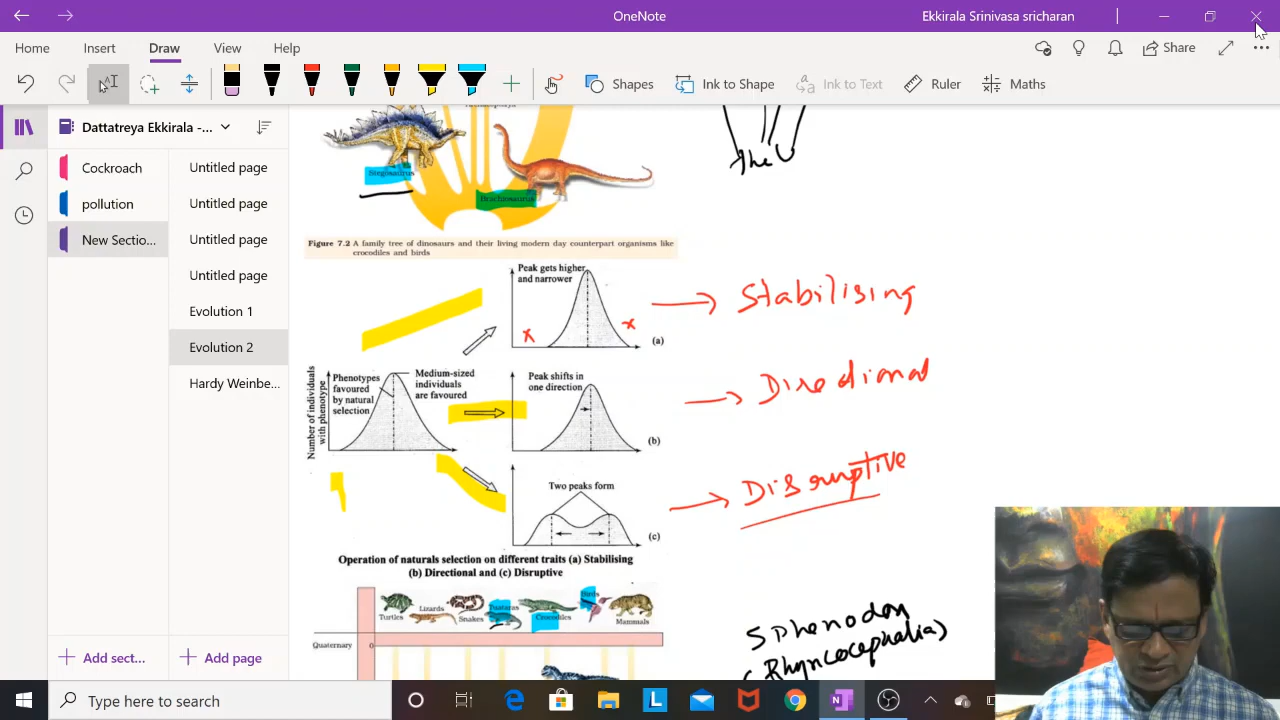 OneNote
Ekkirala Srinivasa sricharan
Home Insert Draw View Help
Share
Shapes Ink to Shape Ink to Text Ruler Maths
Dattatreya Ekkirala -...
Cockroach
pollution
New Sectio...
Untitled page
Untitled page
Untitled page
Untitled page
Evolution 1
Evolution 2
Hardy Weinbe...
Add sect...
Add page
the
Stegosaurus
Brachiosaurus
Figure 7.2 A family tree of dinosaurs and their living modern day counterpart organisms like
crocodiles and birds
Peak gets higher
and narrower
x x
(a)
Stabilising
Number of individuals
with phenotype
Phenotypes
favoured
by natural
selection
Medium-sized
individuals
are favoured
Peak shifts in
one direction
(b)
Directional
Two peaks form
(c)
Disruptive
Operation of naturals selection on different traits (a) Stabilising
(b) Directional and (c) Disruptive
Turtles
Lizards
Snakes
Tuataras
Crocodiles
Birds
Mammals
Quaternary 0
Sphenodon
(Rhyncocephalia)
Type here to search